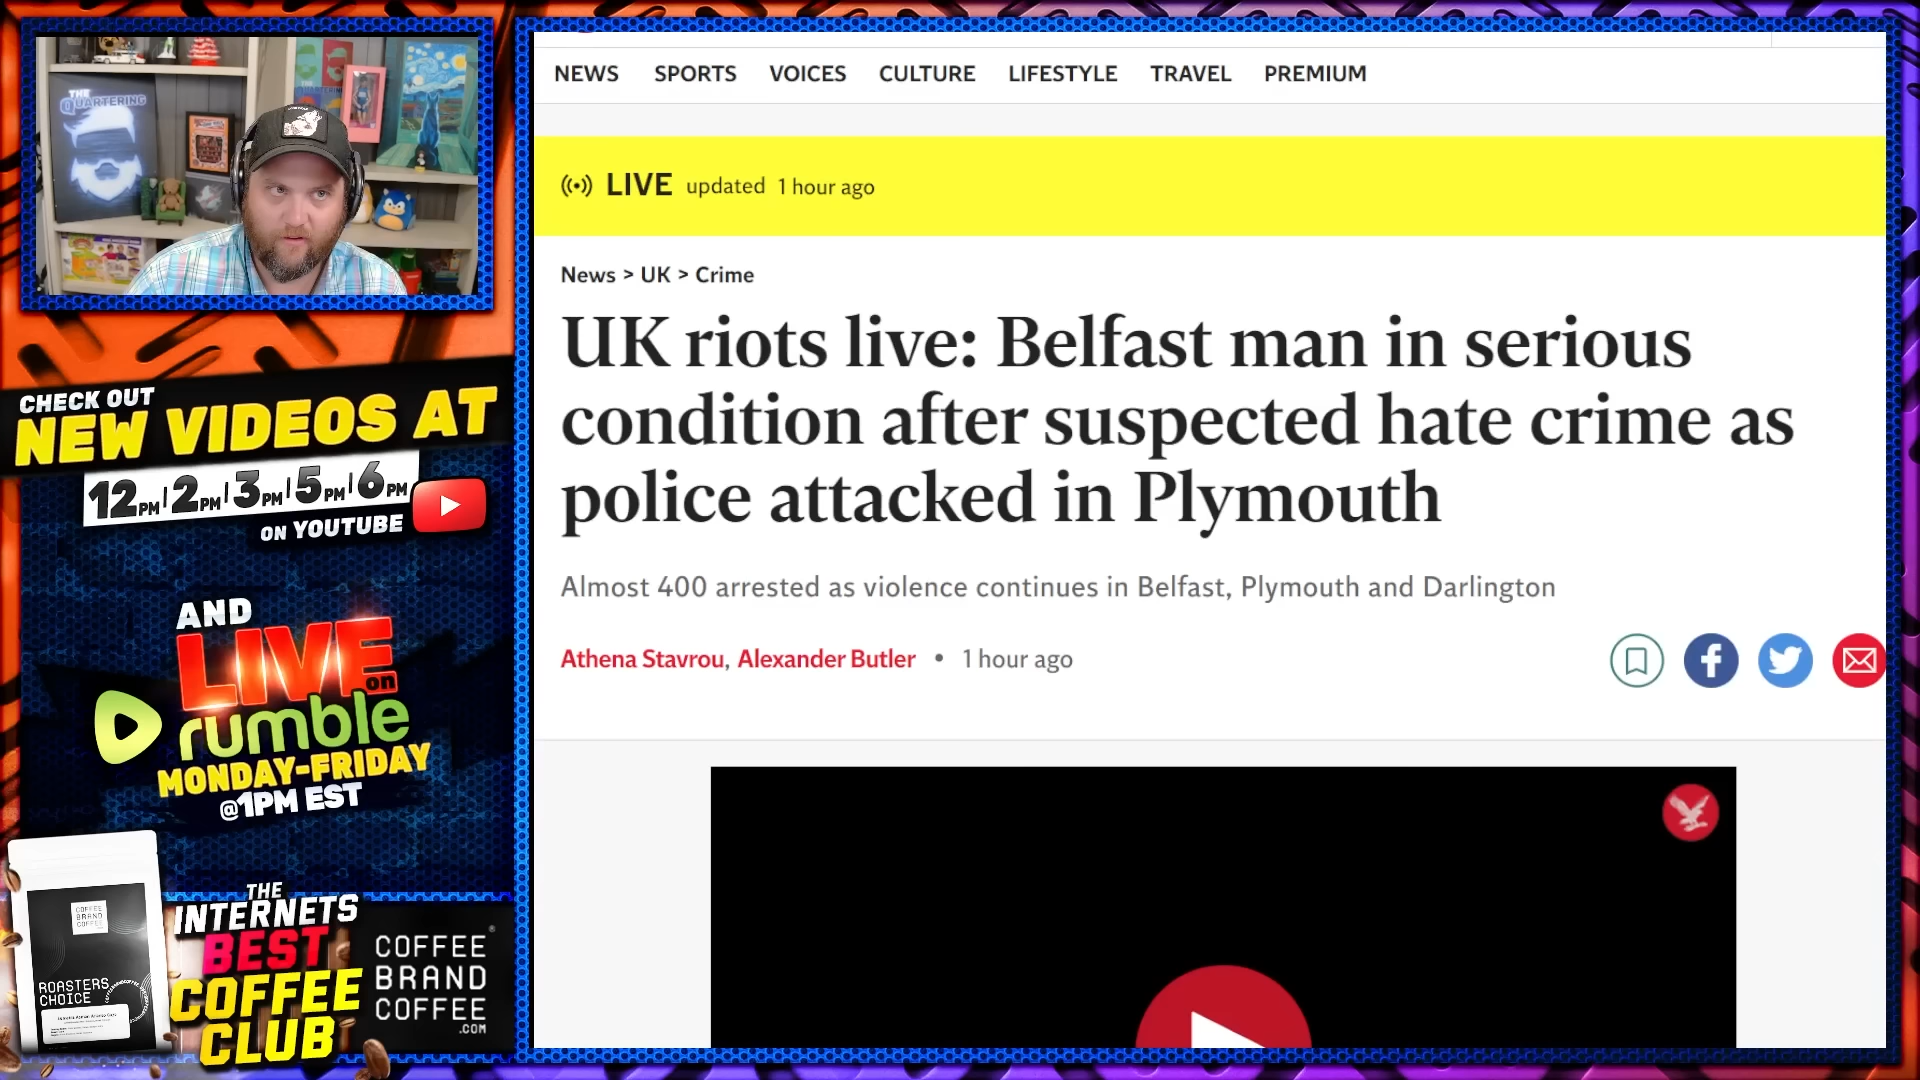 THE
QUARTERING
CHECK OUT
NEW VIDEOS AT
12PM | 2PM | 3PM | 5PM | 6PM
ON YOUTUBE
AND
LIVE
on
rumble
MONDAY-FRIDAY
@1PM EST
COFFEE
BRAND
COFFEE
ROASTERS
CHOICE
THE
INTERNETS
BEST
COFFEE
CLUB
COFFEE
BRAND
COFFEE
.COM
NEWS SPORTS VOICES CULTURE LIFESTYLE TRAVEL PREMIUM
LIVE updated 1 hour ago
News > UK > Crime
UK riots live: Belfast man in serious
condition after suspected hate crime as
police attacked in Plymouth
Almost 400 arrested as violence continues in Belfast, Plymouth and Darlington
Athena Stavrou, Alexander Butler • 1 hour ago